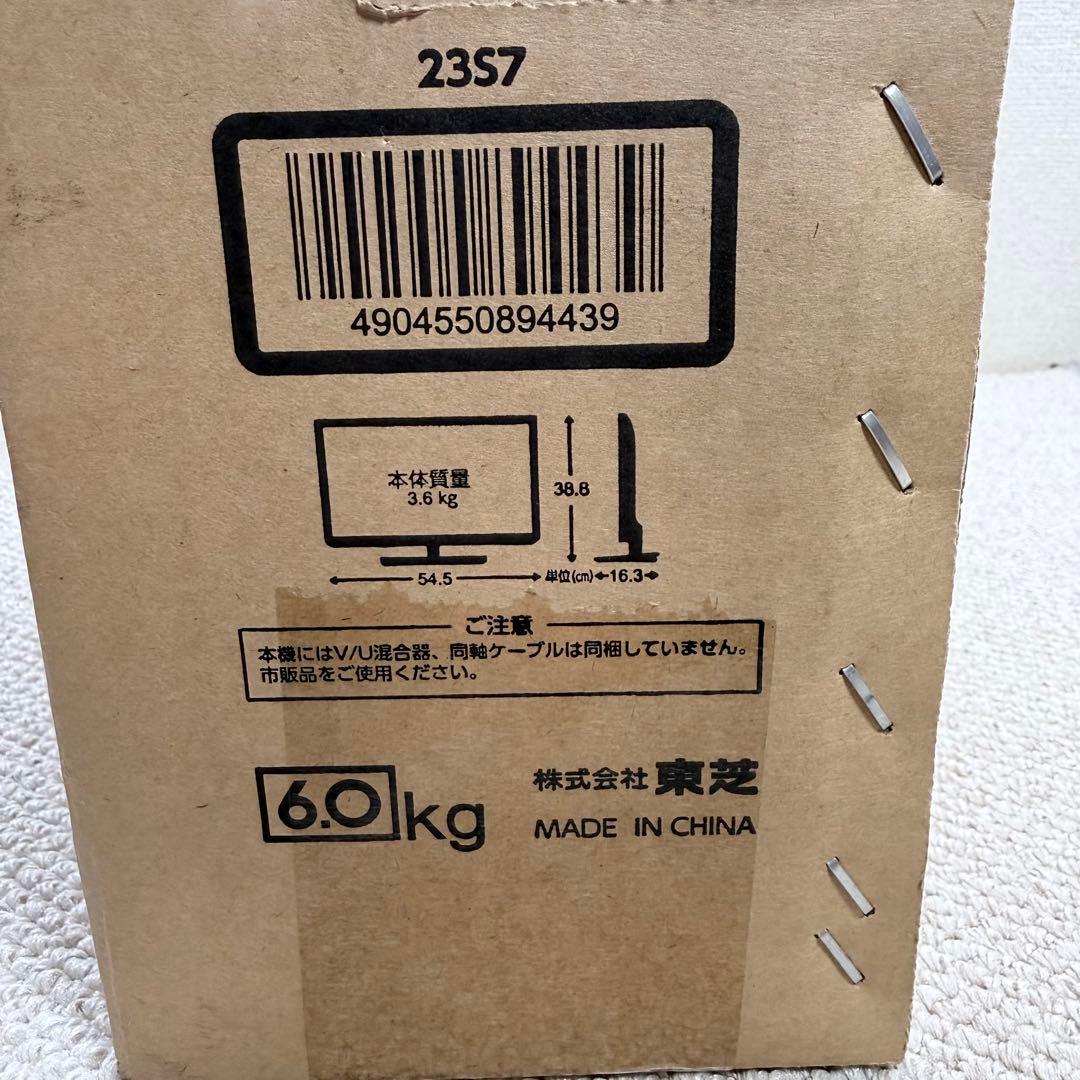 23S7
4904550894439
本体質量
3.6 kg
38.8
54.5
単位(cm)
16.3
ご注意
本機にはV/U混合器、同軸ケーブルは同梱していません。
市販品をご使用ください。
6.0kg
株式会社 東芝
MADE IN CHINA